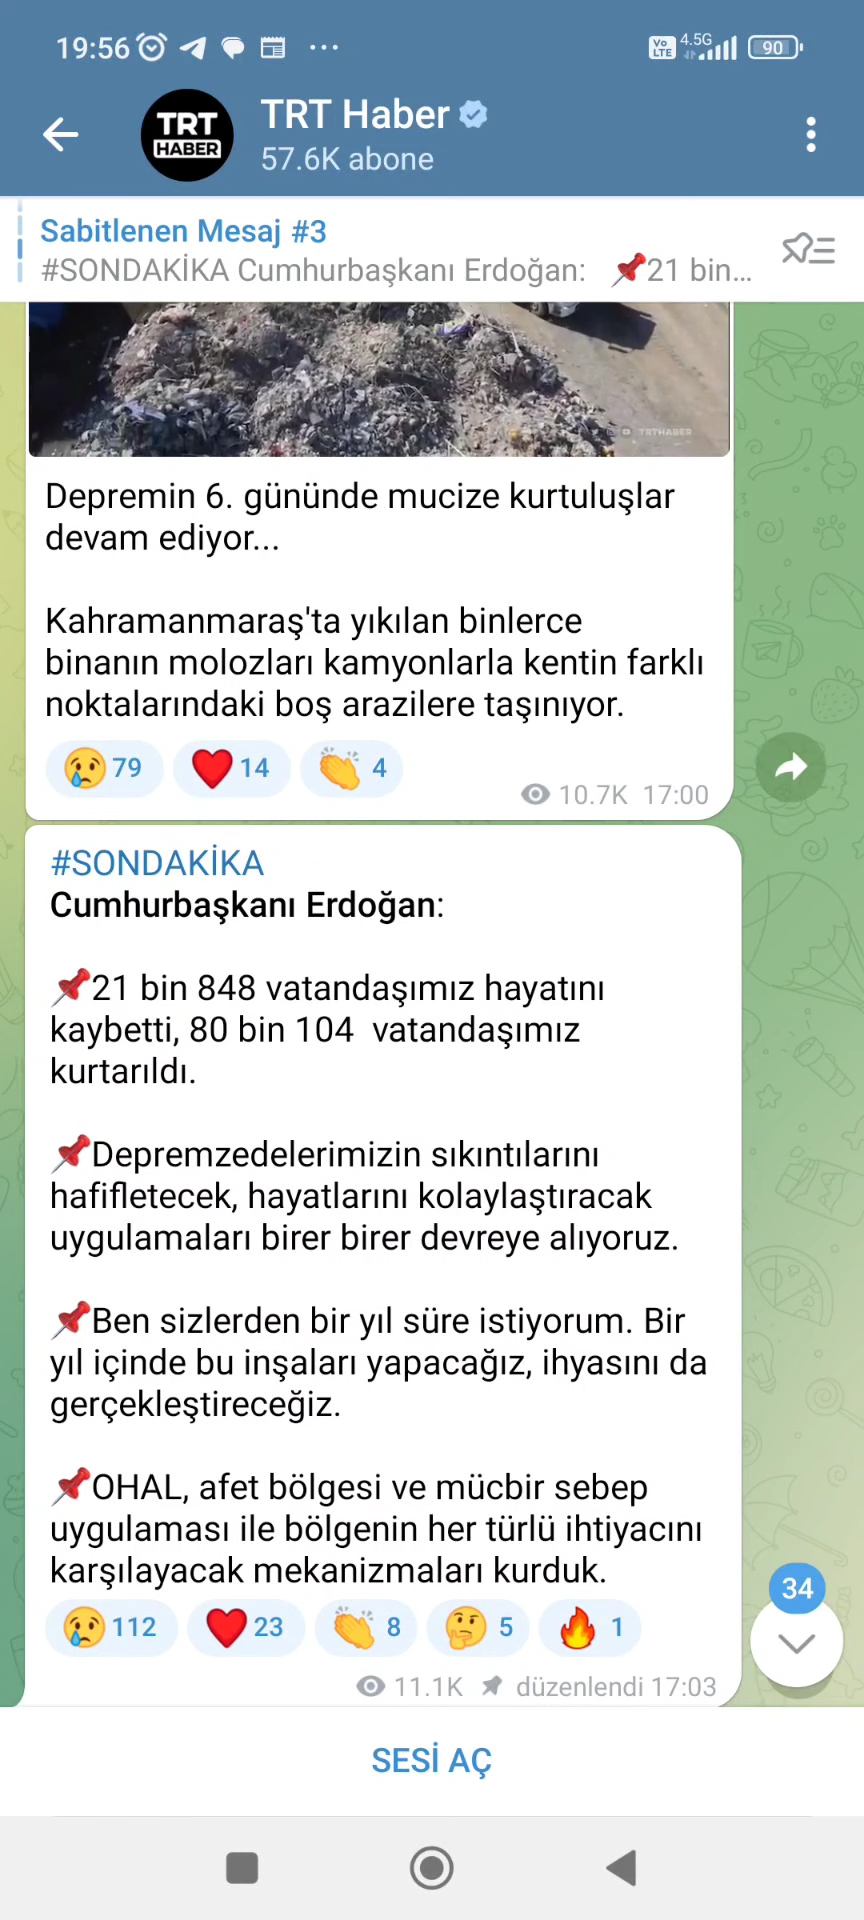 19:56
Vo LTE 4.5G 90
TRT HABER
TRT Haber
57.6K abone
Sabitlenen Mesaj #3
#SONDAKİKA Cumhurbaşkanı Erdoğan: 📌21 bin...
TRTHABER
Depremin 6. gününde mucize kurtuluşlar
devam ediyor...
Kahramanmaraş'ta yıkılan binlerce
binanın molozları kamyonlarla kentin farklı
noktalarındaki boş arazilere taşınıyor.
😢 79 ❤️ 14 👏 4
10.7K 17:00
#SONDAKİKA
Cumhurbaşkanı Erdoğan:
📌21 bin 848 vatandaşımız hayatını
kaybetti, 80 bin 104 vatandaşımız
kurtarıldı.
📌Depremzedelerimizin sıkıntılarını
hafifletecek, hayatlarını kolaylaştıracak
uygulamaları birer birer devreye alıyoruz.
📌Ben sizlerden bir yıl süre istiyorum. Bir
yıl içinde bu inşaları yapacağız, ihyasını da
gerçekleştireceğiz.
📌OHAL, afet bölgesi ve mücbir sebep
uygulaması ile bölgenin her türlü ihtiyacını
karşılayacak mekanizmaları kurduk.
34
😢 112 ❤️ 23 👏 8 🤔 5 🔥 1
11.1K düzenlendi 17:03
SESİ AÇ